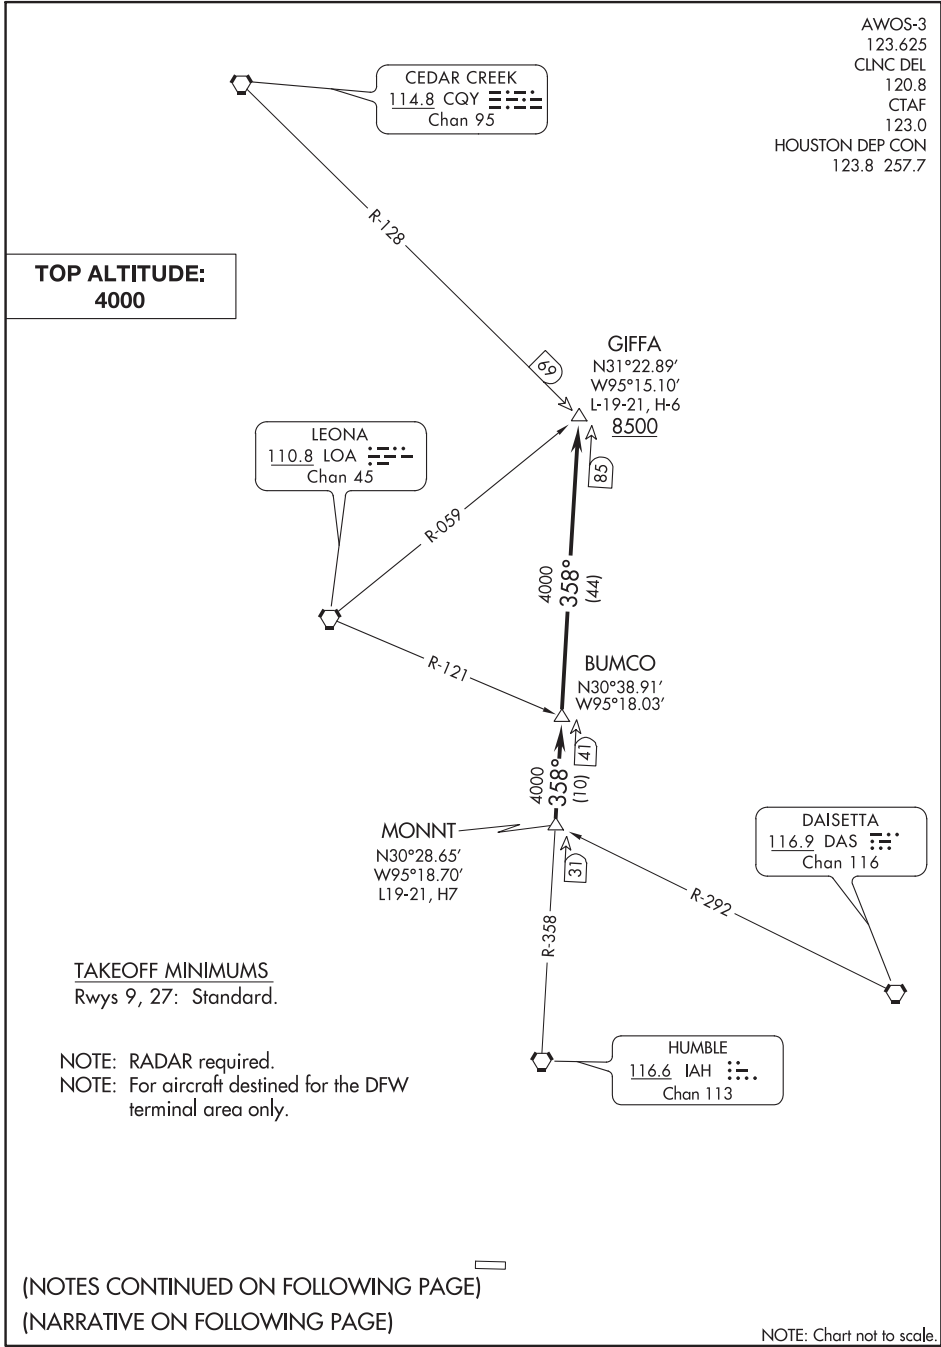 AWOS-3
123.625
CLNC DEL
120.8
CTAF
123.0
HOUSTON DEP CON
123.8 257.7
CEDAR CREEK
114.8 CQY
Chan 95
R-128
TOP ALTITUDE:
4000
69
GIFFA
N31°22.89′
W95°15.10′
L-19-21, H-6
8500
85
LEONA
110.8 LOA
Chan 45
R-059
4000
358°
(44)
R-121
BUMCO
N30°38.91′
W95°18.03′
41
4000
358°
(10)
MONNT
N30°28.65′
W95°18.70′
L19-21, H7
31
DAISETTA
116.9 DAS
Chan 116
R-292
R-358
TAKEOFF MINIMUMS
Rwys 9, 27: Standard.
HUMBLE
116.6 IAH
Chan 113
NOTE: RADAR required.
NOTE: For aircraft destined for the DFW
terminal area only.
(NOTES CONTINUED ON FOLLOWING PAGE)
(NARRATIVE ON FOLLOWING PAGE)
NOTE: Chart not to scale.